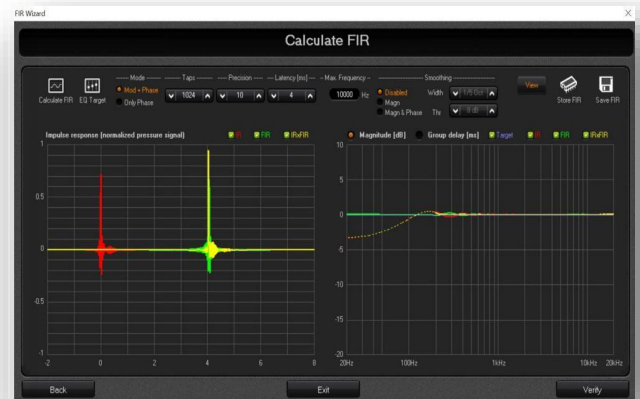 FIR Wizard
X
Calculate FIR
Mode
Taps
Precision
Latency [ms]
Max. Frequency
Smoothing
Mod + Phase
Only Phase
1024
10
4
10000 Hz
Disabled
Magn
Magn & Phase
Width 1/6 Oct
Thr 0 dB
View
Calculate FIR
EQ Target
Store FIR
Save FIR
Impulse response [normalized pressure signal]
IR
FIR
IRxFIR
Magnitude [dB]
Group delay [ms]
Target
IR
FIR
IRxFIR
1
0.5
0
-0.5
-1
-2 0 2 4 6 8
10
5
0
-5
-10
-15
-20
20Hz 100Hz 1kHz 10kHz 20kHz
Back
Exit
Verify